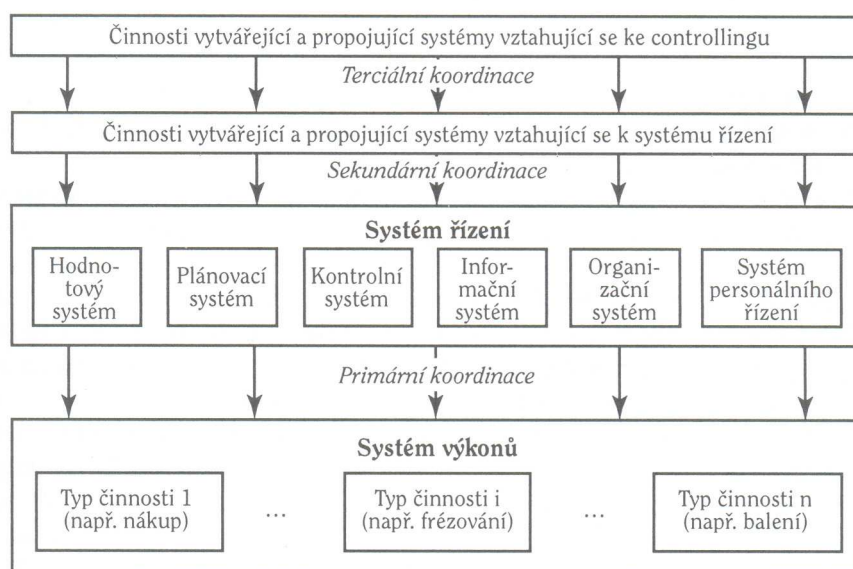 Činnosti vytvářející a propojující systémy vztahující se ke controllingu
Terciální koordinace
Činnosti vytvářející a propojující systémy vztahující se k systému řízení
Sekundární koordinace
Systém řízení
Hodno-
tový
systém
Plánovací
systém
Kontrolní
systém
Infor-
mační
systém
Organi-
zační
systém
Systém
personálního
řízení
Primární koordinace
Systém výkonů
Typ činnosti 1
(např. nákup)
...
Typ činnosti i
(např. frézování)
...
Typ činnosti n
(např. balení)